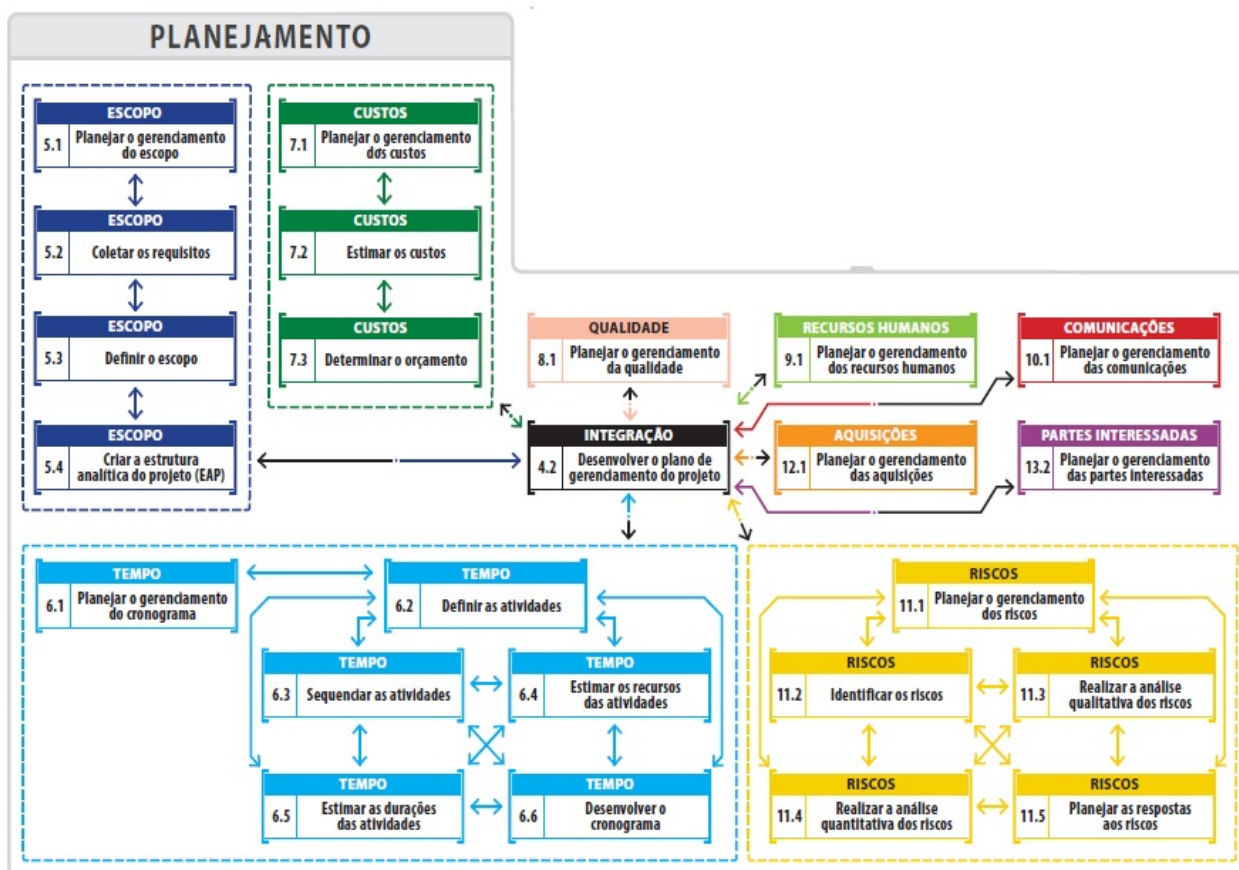 PLANEJAMENTO
ESCOPO
5.1
Planejar o gerenciamento
do escopo
ESCOPO
5.2
Coletar os requisitos
ESCOPO
5.3
Definir o escopo
ESCOPO
5.4
Criar a estrutura
analítica do projeto (EAP)
CUSTOS
7.1
Planejar o gerenciamento
dos custos
CUSTOS
7.2
Estimar os custos
CUSTOS
7.3
Determinar o orçamento
QUALIDADE
8.1
Planejar o gerenciamento
da qualidade
RECURSOS HUMANOS
9.1
Planejar o gerenciamento
dos recursos humanos
COMUNICAÇÕES
10.1
Planejar o gerenciamento
das comunicações
INTEGRAÇÃO
4.2
Desenvolver o plano de
gerenciamento do projeto
AQUISIÇÕES
12.1
Planejar o gerenciamento
das aquisições
PARTES INTERESSADAS
13.2
Planejar o gerenciamento
das partes interessadas
TEMPO
6.1
Planejar o gerenciamento
do cronograma
TEMPO
6.2
Definir as atividades
TEMPO
6.3
Sequenciar as atividades
TEMPO
6.4
Estimar os recursos
das atividades
TEMPO
6.5
Estimar as durações
das atividades
TEMPO
6.6
Desenvolver o
cronograma
RISCOS
11.1
Planejar o gerenciamento
dos riscos
RISCOS
11.2
Identificar os riscos
RISCOS
11.3
Realizar a análise
qualitativa dos riscos
RISCOS
11.4
Realizar a análise
quantitativa dos riscos
RISCOS
11.5
Planejar as respostas
aos riscos